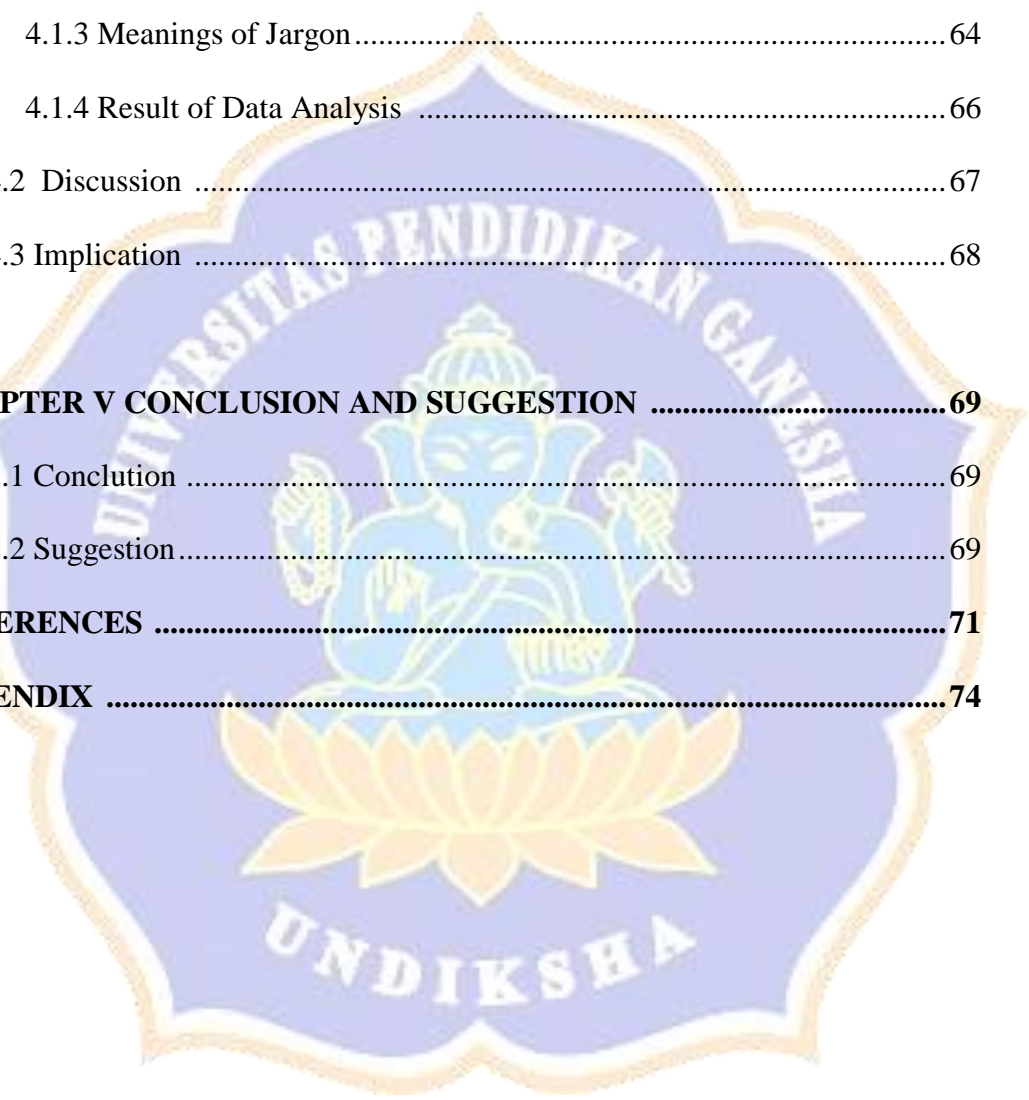 4.1.3 Meanings of Jargon.......................................................................... 64
4.1.4 Result of Data Analysis .................................................................. 66
.2 Discussion .............................................................................................. 67
.3 Implication .............................................................................................. 68
UNIVERSITAS PENDIDIKAN GANESHA
PTER V CONCLUSION AND SUGGESTION .................................... 69
.1 Conclution ............................................................................................... 69
.2 Suggestion................................................................................................ 69
ERENCES .................................................................................................. 71
ENDIX ........................................................................................................ 74
UNDIKSHA